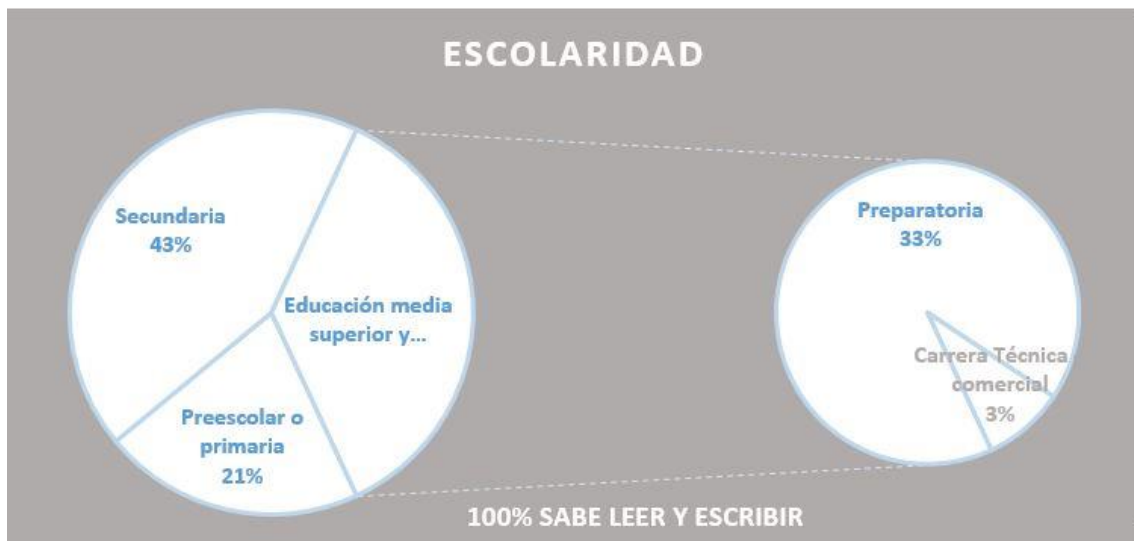 ESCOLARIDAD
Secundaria
43%
Educación media
superior y...
Preescolar o
primaria
21%
Preparatoria
33%
Carrera Técnica
comercial
3%
100% SABE LEER Y ESCRIBIR